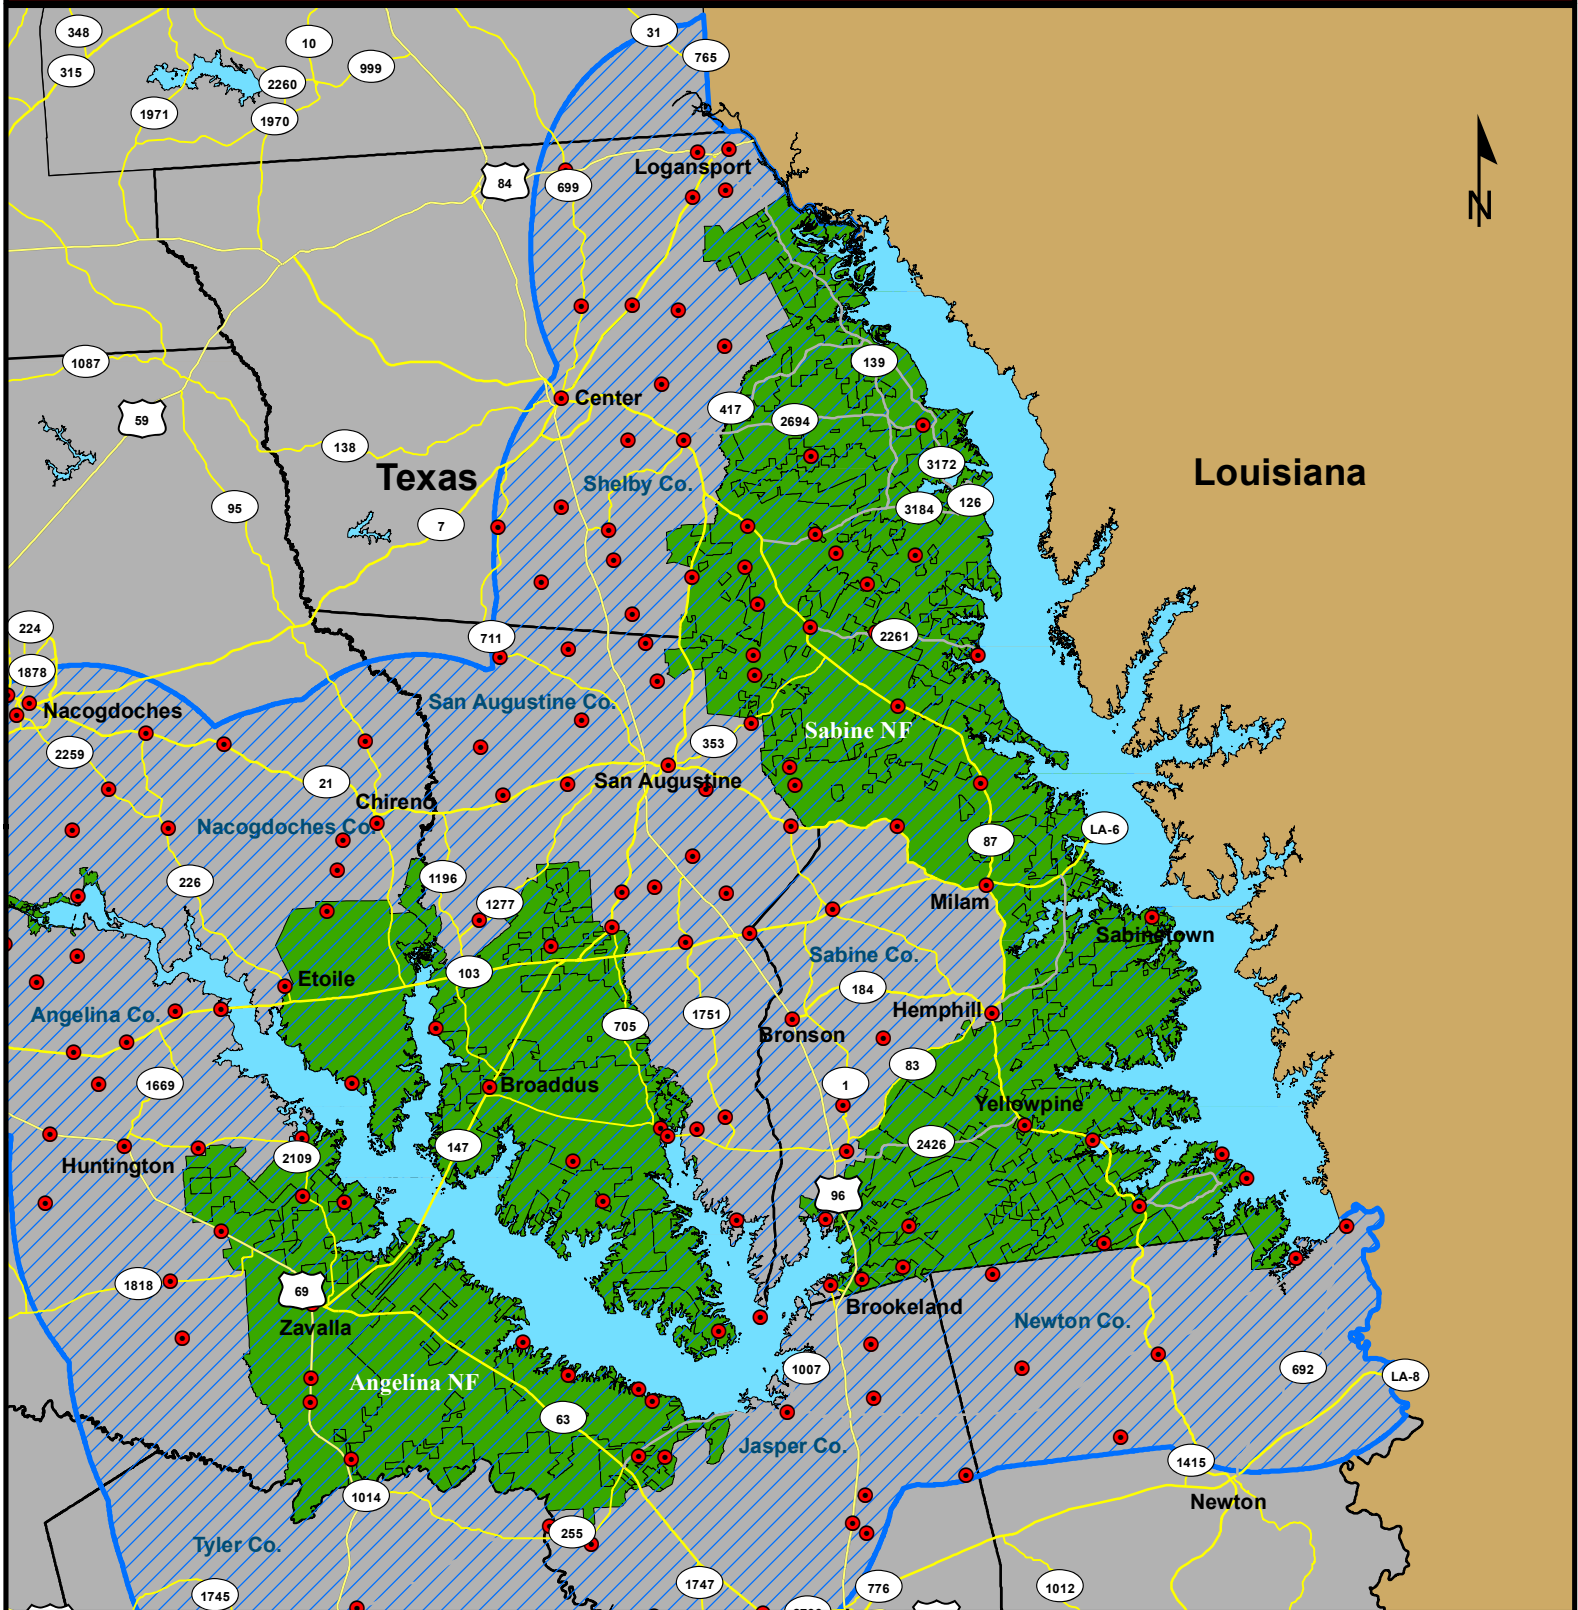 348
10
31
765
315
2260
999
1971
1970
Logansport
84
699
N
1087
139
Center
417
2694
59
138
Texas
3172
Louisiana
Shelby Co.
95
7
3184
126
224
711
2261
1878
San Augustine Co.
Nacogdoches
Sabine NF
353
2259
21
San Augustine
Chireno
Nacogdoches Co.
LA-6
87
226
1196
1277
Milam
Sabinetown
Sabine Co.
103
Etoile
184
Angelina Co.
705
1751
Hemphill
Bronson
83
1669
1
Broaddus
Yellowpine
147
2426
2109
Huntington
96
1818
69
Brookeland
Zavalla
Newton Co.
1007
692
LA-8
Angelina NF
63
Jasper Co.
1415
1014
Newton
255
Tyler Co.
1745
1747
776
1012